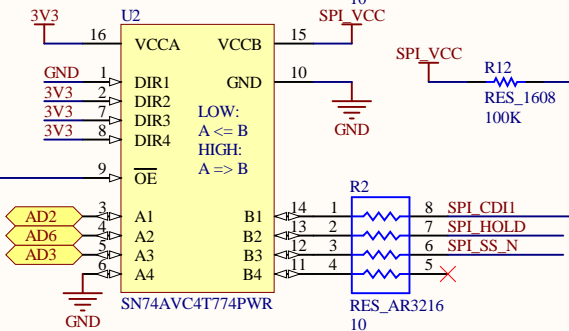 10
3V3
U2
SPI_VCC
16
VCCA
VCCB
15
SPI_VCC
GND
1
DIR1
GND
10
R12
3V3
2
DIR2
RES_1608
3V3
7
DIR3
LOW:
100K
3V3
8
DIR4
A <= B
GND
HIGH:
9
OE
A => B
R2
AD2
3
A1
B1
14
1
8
SPI_CDI1
AD6
4
A2
B2
13
2
7
SPI_HOLD
AD3
5
A3
B3
12
3
6
SPI_SS_N
6
A4
B4
11
4
5
SN74AVC4T774PWR
RES_AR3216
GND
10